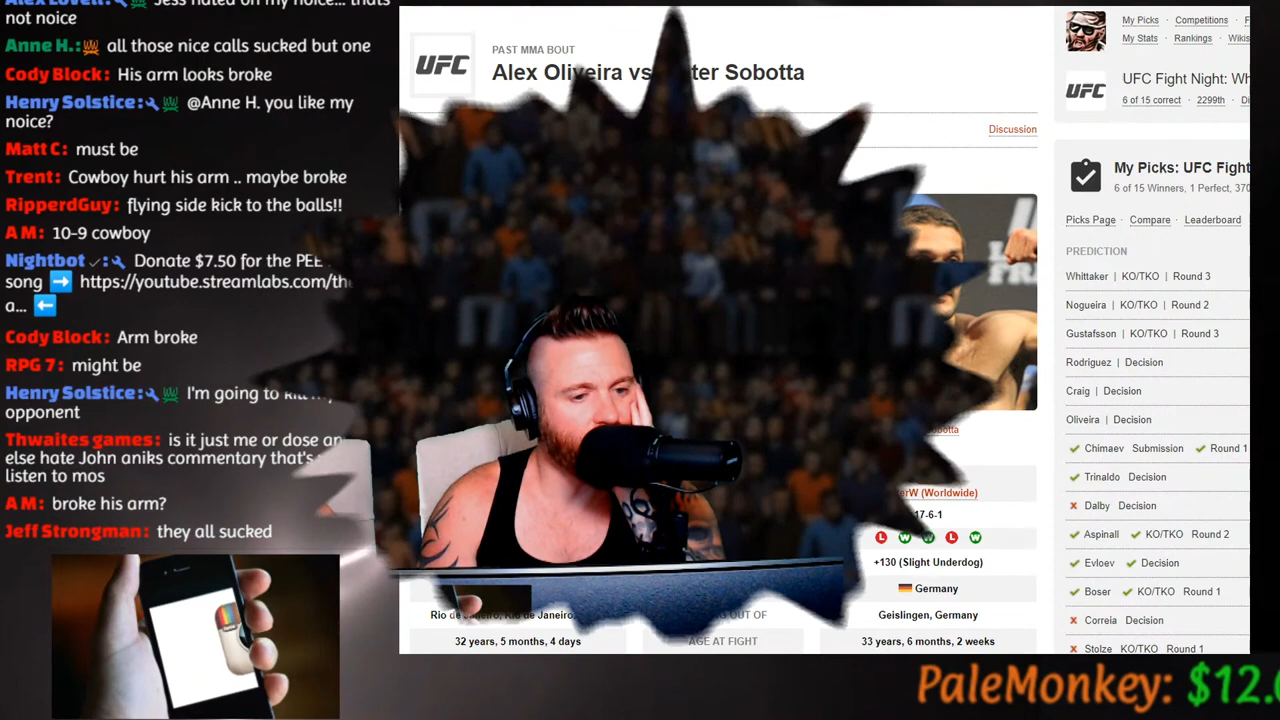 Jess hated on my noice... thats
not noice
Anne H.: all those nice calls sucked but one
Cody Block: His arm looks broke
Henry Solstice: @Anne H. you like my
noice?
Matt C: must be
Trent: Cowboy hurt his arm .. maybe broke
RipperdGuy: flying side kick to the balls!!
A M: 10-9 cowboy
Nightbot: Donate $7.50 for the PEE
song https://youtube.streamlabs.com/th
a...
Cody Block: Arm broke
RPG 7: might be
Henry Solstice: I'm going to
opponent
Thwaites games: is it just me or dose
else hate John aniks commentary that's
listen to mos
A M: broke his arm?
Jeff Strongman: they all sucked
UFC
PAST MMA BOUT
Alex Oliveira vs Sobotta
Discussion
(Worldwide)
17-6-1
L W W L W
+130 (Slight Underdog)
Germany
OUT OF
Geislingen, Germany
32 years, 5 months, 4 days
AGE AT FIGHT
33 years, 6 months, 2 weeks
My Picks Competitions
My Stats Rankings
UFC
UFC Fight Night:
6 of 15 correct 2299th
My Picks: UFC Fight
6 of 15 Winners, 1 Perfect,
Picks Page Compare Leaderboard
PREDICTION
Whittaker | KO/TKO | Round 3
Nogueira | KO/TKO | Round 2
Gustafsson | KO/TKO | Round 3
Rodriguez | Decision
Craig | Decision
Oliveira | Decision
Chimaev Submission Round 1
Trinaldo Decision
Dalby Decision
Aspinall KO/TKO Round 2
Evloev Decision
Boser KO/TKO Round 1
Correia Decision
Stolze KO/TKO Round 1
PaleMonkey: